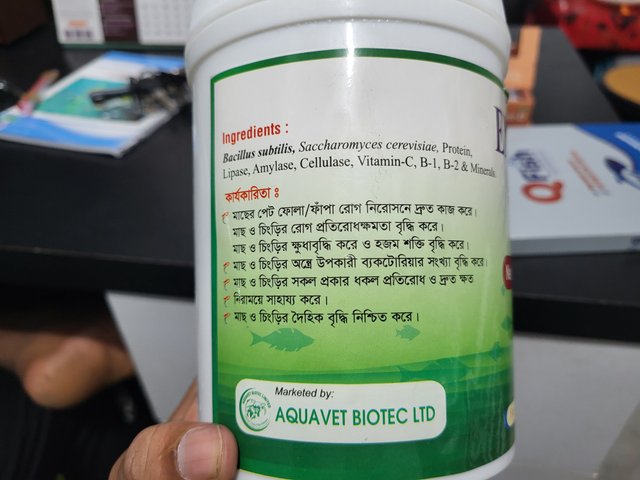 Ingredients :
Bacillus subtilis, Saccharomyces cerevisiae, Protein,
Lipase, Amylase, Cellulase, Vitamin-C, B-1, B-2 & Minerals.
কার্যকারিতা ঃ
মাছের পেট ফোলা/ফাঁপা রোগ নিরোসনে দ্রুত কাজ করে।
মাছ ও চিংড়ির রোগ প্রতিরোধক্ষমতা বৃদ্ধি করে।
মাছ ও চিংড়ির ক্ষুধাবৃদ্ধি করে ও হজম শক্তি বৃদ্ধি করে।
মাছ ও চিংড়ির অন্ত্রে উপকারী ব্যাকটোরিয়ার সংখ্যা বৃদ্ধি করে।
মাছ ও চিংড়ির সকল প্রকার ধকল প্রতিরোধ ও দ্রুত ক্ষত
নিরাময়ে সাহায্য করে।
মাছ ও চিংড়ির দৈহিক বৃদ্ধি নিশ্চিত করে।
Marketed by:
AQUAVET BIOTEC LTD
Q Fish